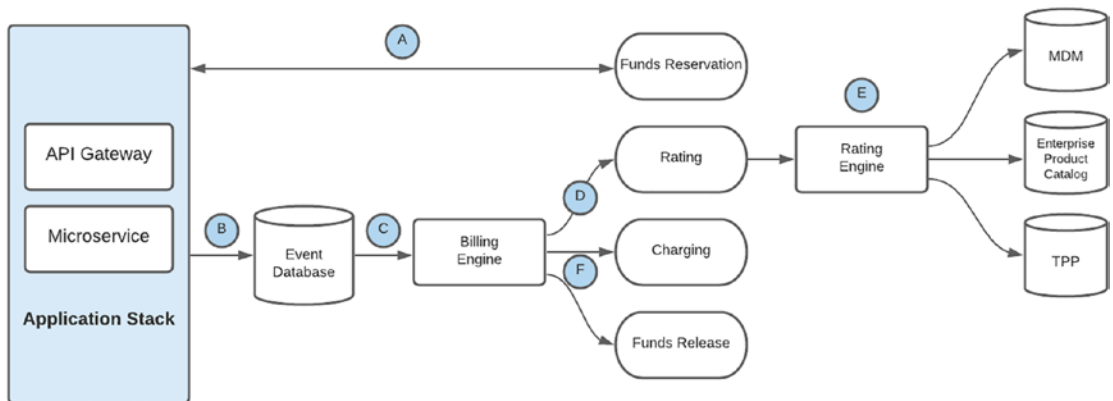 A
Funds Reservation
MDM
E
API Gateway
Rating
Rating
Engine
Enterprise
Product
Catalog
D
Microservice
B
C
Event
Database
Billing
Engine
Charging
F
TPP
Application Stack
Funds Release